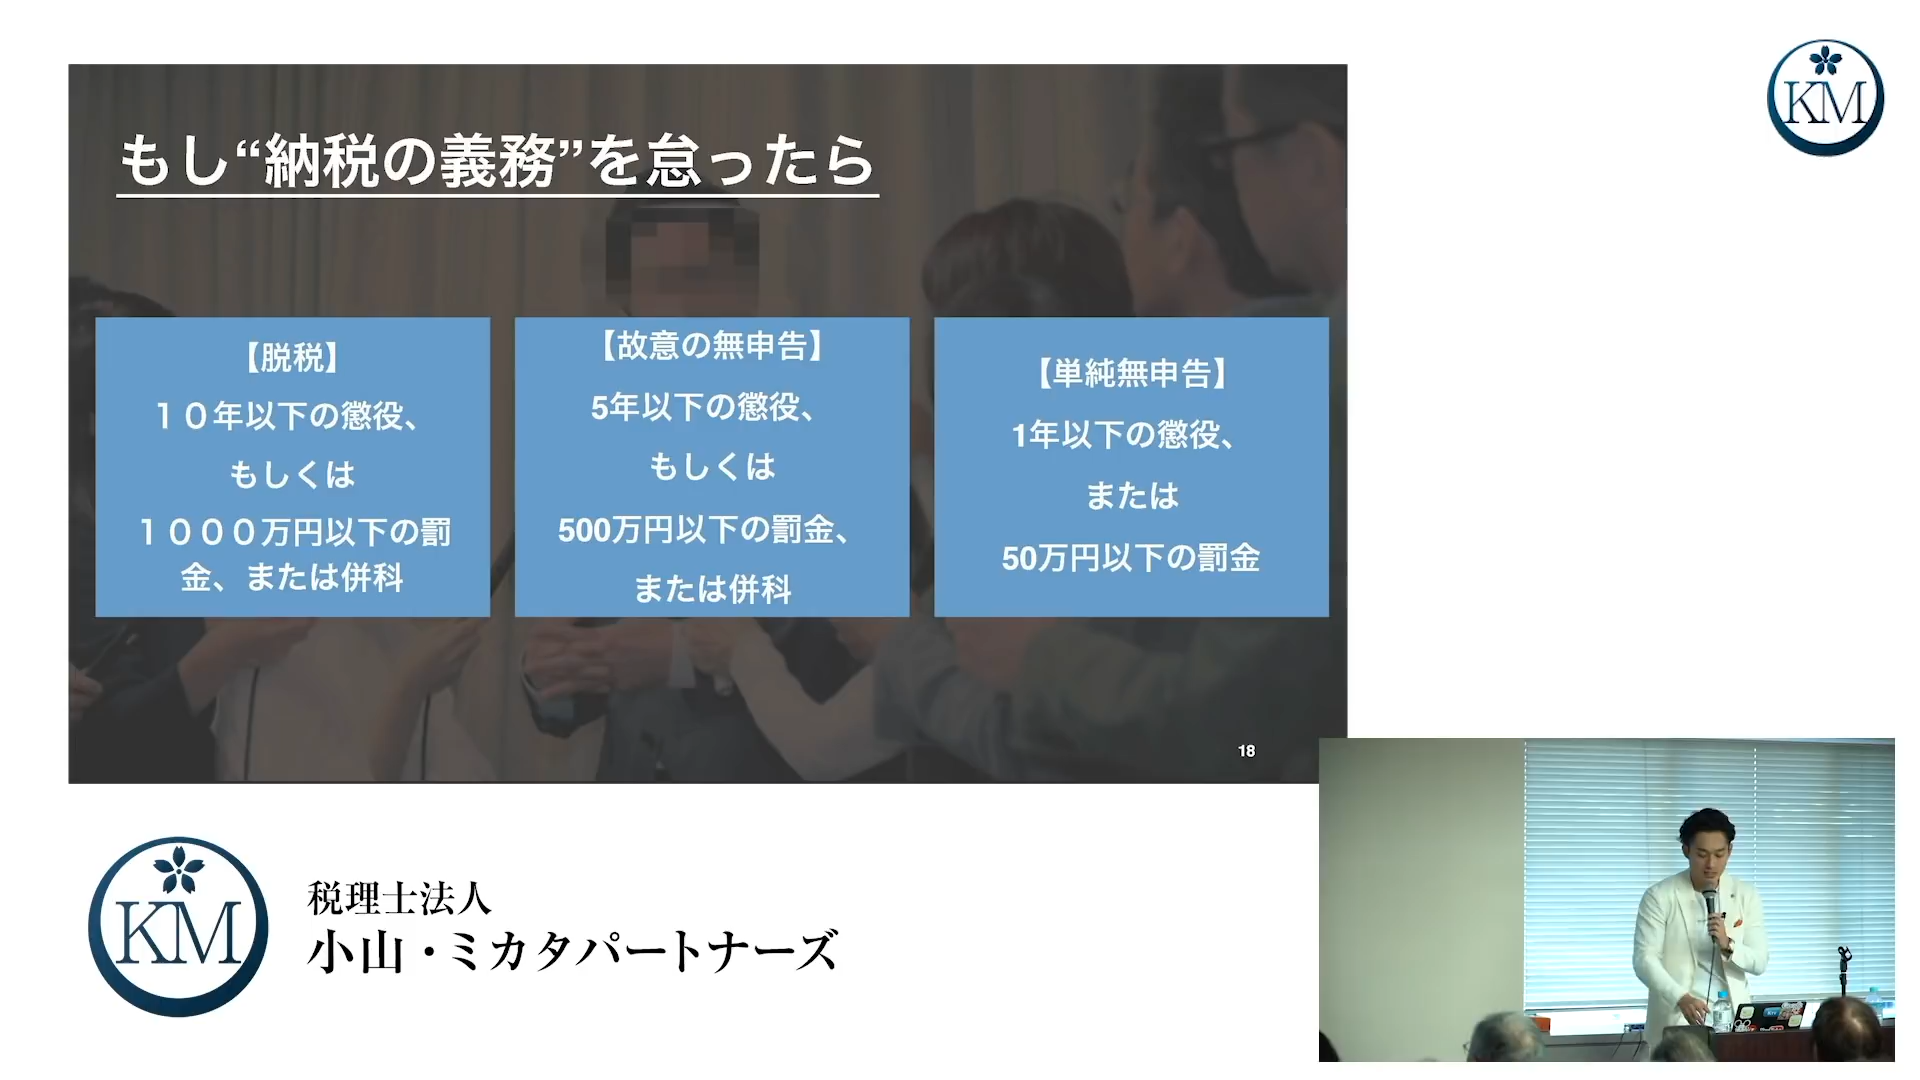 KM
もし“納税の義務”を怠ったら
【脱税】
１０年以下の懲役、
もしくは
１０００万円以下の罰
金、または併科
【故意の無申告】
5年以下の懲役、
もしくは
500万円以下の罰金、
または併科
【単純無申告】
1年以下の懲役、
または
50万円以下の罰金
18
KM
税理士法人
小山・ミカタパートナーズ